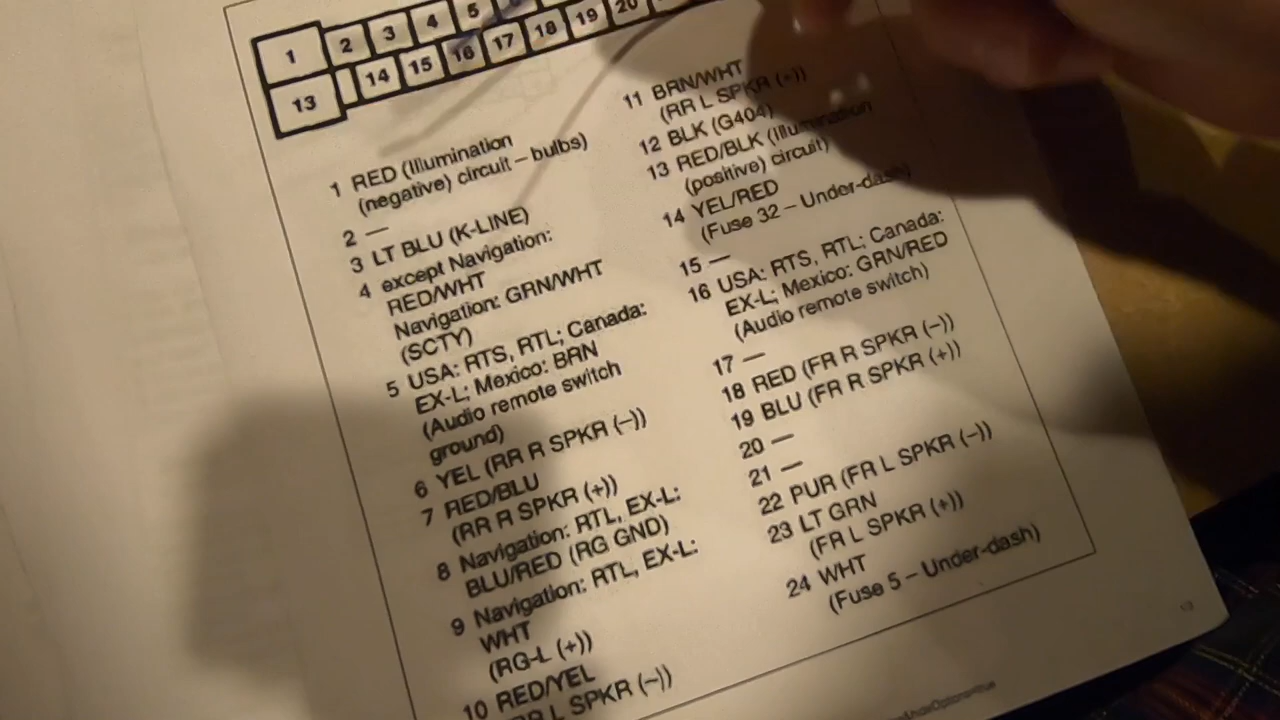 1 2 3 4 5
13 14 15 16 17 18 19 20
1 RED (Illumination
(negative) circuit – bulbs)
2 —
3 LT BLU (K-LINE)
4 except Navigation:
RED/WHT
Navigation: GRN/WHT
(SCTY)
5 USA: RTS, RTL; Canada:
EX-L; Mexico: BRN
(Audio remote switch
ground)
6 YEL (RR R SPKR (–))
7 RED/BLU
(RR R SPKR (+))
8 Navigation: RTL, EX-L:
BLU/RED (RG GND)
9 Navigation: RTL, EX-L:
WHT
(RG-L (+))
10 RED/YEL
L SPKR (–))
11 BRN/WHT
(RR L SPKR (+))
12 BLK (G404)
13 RED/BLK (Illumination
(positive) circuit)
14 YEL/RED
(Fuse 32 – Under-dash)
15 —
16 USA: RTS, RTL; Canada:
EX-L; Mexico: GRN/RED
(Audio remote switch)
17 —
18 RED (FR R SPKR (–))
19 BLU (FR R SPKR (+))
20 —
21 —
22 PUR (FR L SPKR (–))
23 LT GRN
(FR L SPKR (+))
24 WHT
(Fuse 5 – Under-dash)